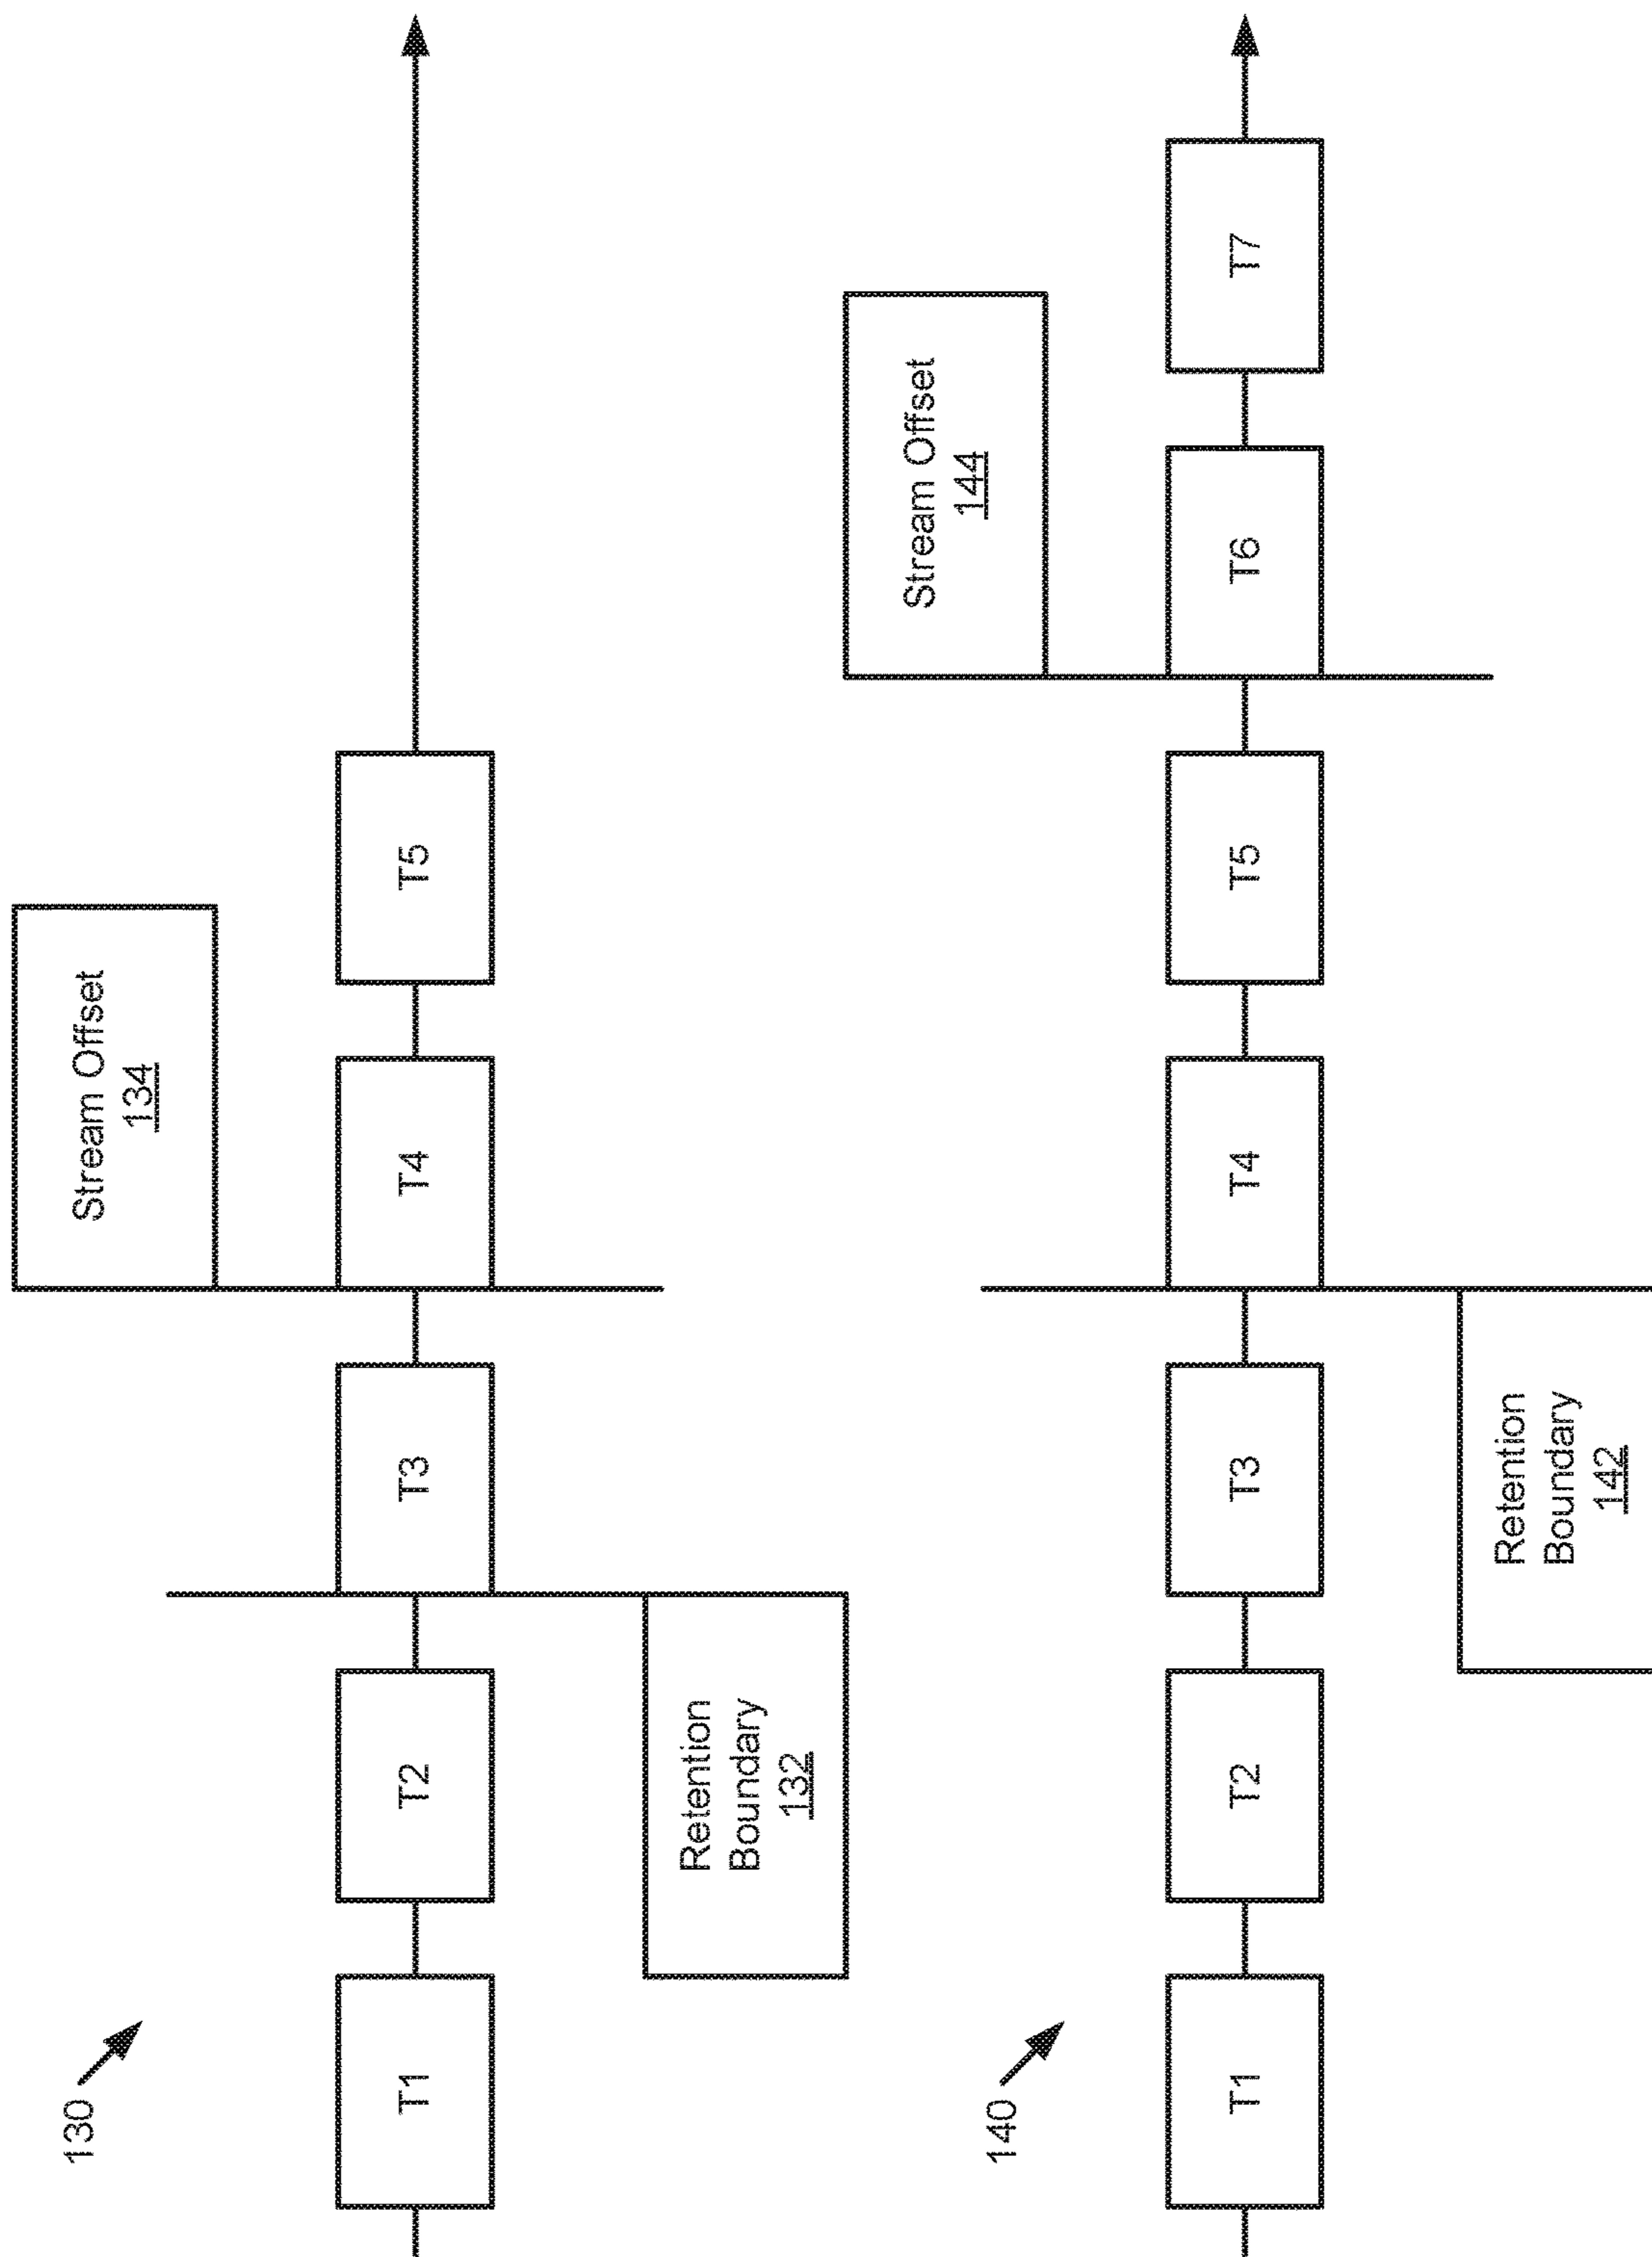 130
Stream Offset
134
T1
T2
T3
T4
T5
Retention
Boundary
132
140
Stream Offset
144
T1
T2
T3
T4
T5
T6
T7
Retention
Boundary
142